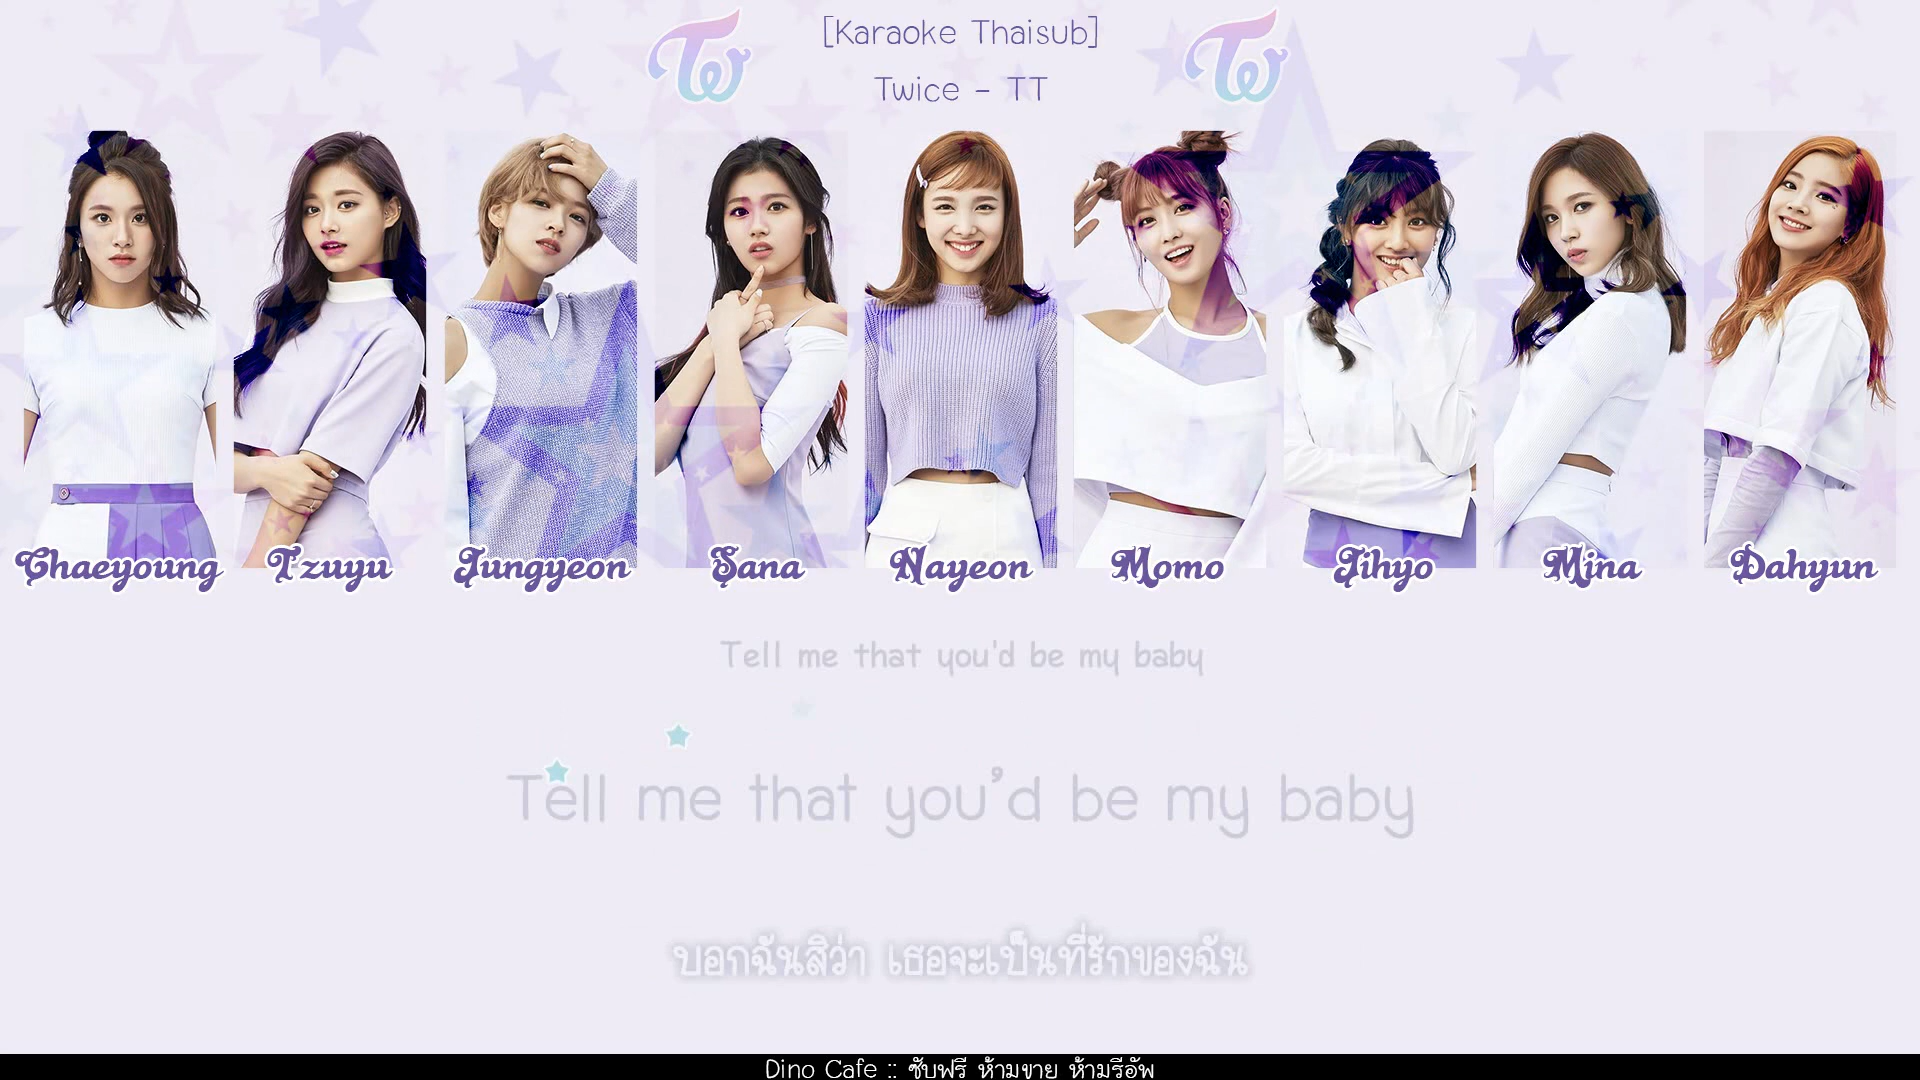 Tw
[Karaoke Thaisub]
Tw
Twice - TT
Chaeyoung
Tzuyu
Jungyeon
Sana
Nayeon
Momo
Jihyo
Mina
Dahyun
Tell me that you'd be my baby
Tell me that you'd be my baby
บอกฉันสิว่า เธอจะเป็นที่รักของฉัน
Dino Cafe :: ซับฟรี ห้ามขาย ห้ามรีอัพ